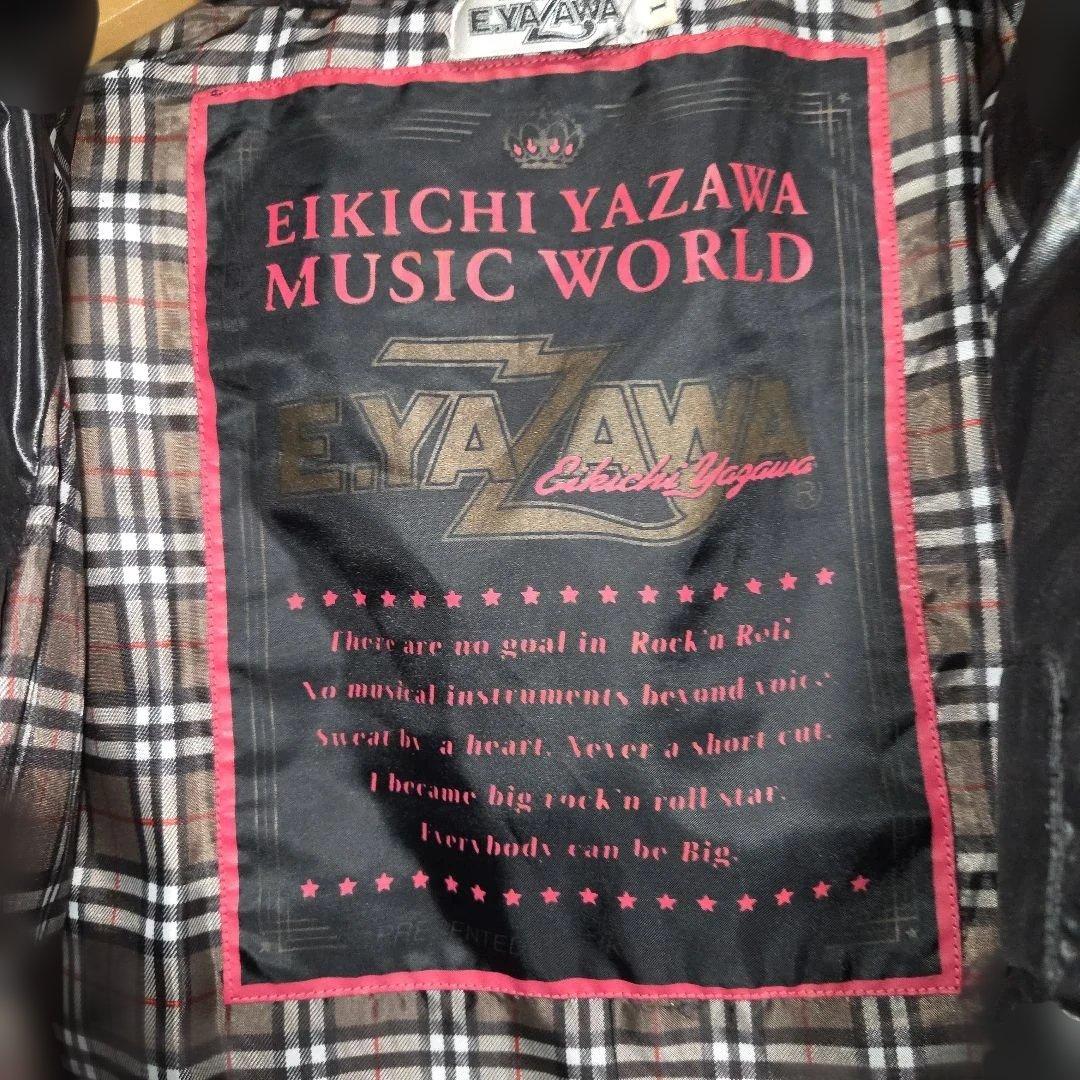 E.YAZAWA
EIKICHI YAZAWA
MUSIC WORLD
E.YAZAWA
Eikichi Yazawa
®
There are no goal in Rock'n Roll
No musical instruments beyond voice
Sweat by a heart. Never a short cut.
I became big rock'n roll star.
Everybody can be Big.
PRESENTED